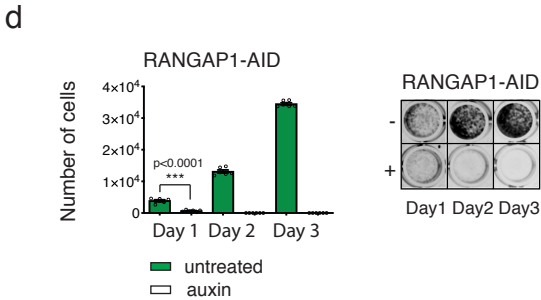 d
RANGAP1-AID
Number of cells
4×10⁴
3×10⁴
2×10⁴
1×10⁴
0
p<0.0001
***
Day 1 Day 2 Day 3
untreated
auxin
RANGAP1-AID
-
+
Day1 Day2 Day3